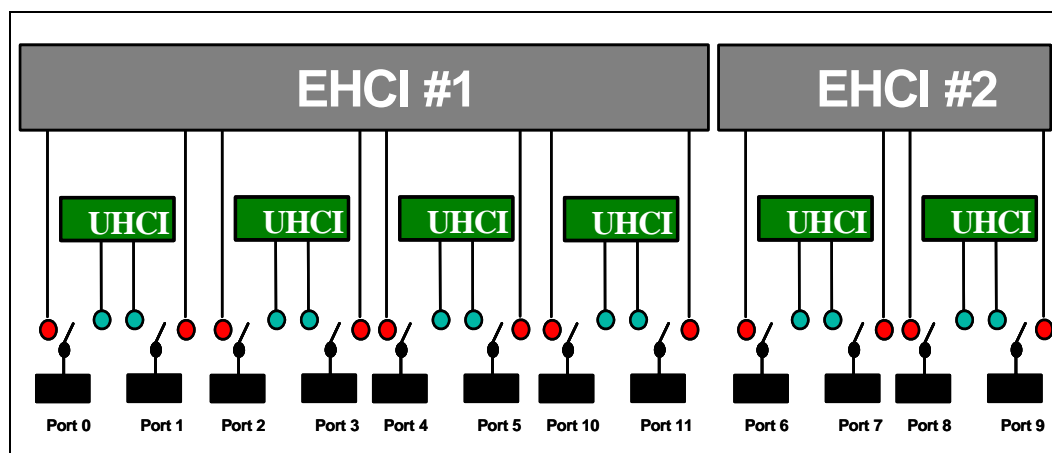 EHCI #1
EHCI #2
UHCI
UHCI
UHCI
UHCI
UHCI
UHCI
Port 0
Port 1
Port 2
Port 3
Port 4
Port 5
Port 10
Port 11
Port 6
Port 7
Port 8
Port 9